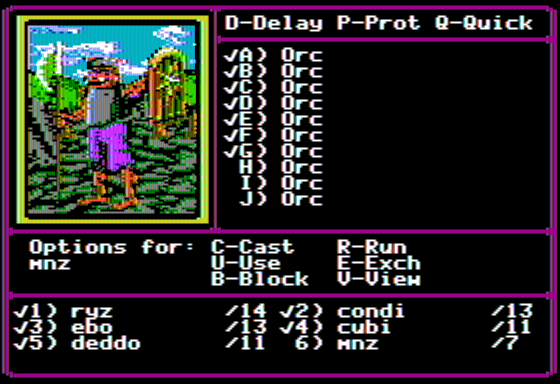 D-Delay P-Prot Q-Quick
√A) Orc
√B) Orc
√C) Orc
√D) Orc
√E) Orc
√F) Orc
√G) Orc
H) Orc
I) Orc
J) Orc
Options for: C-Cast R-Run
mnz U-Use E-Exch
B-Block V-View
√1) ryz /14 √2) condi /13
√3) ebo /13 √4) cubi /11
√5) deddo /11 6) mnz /7